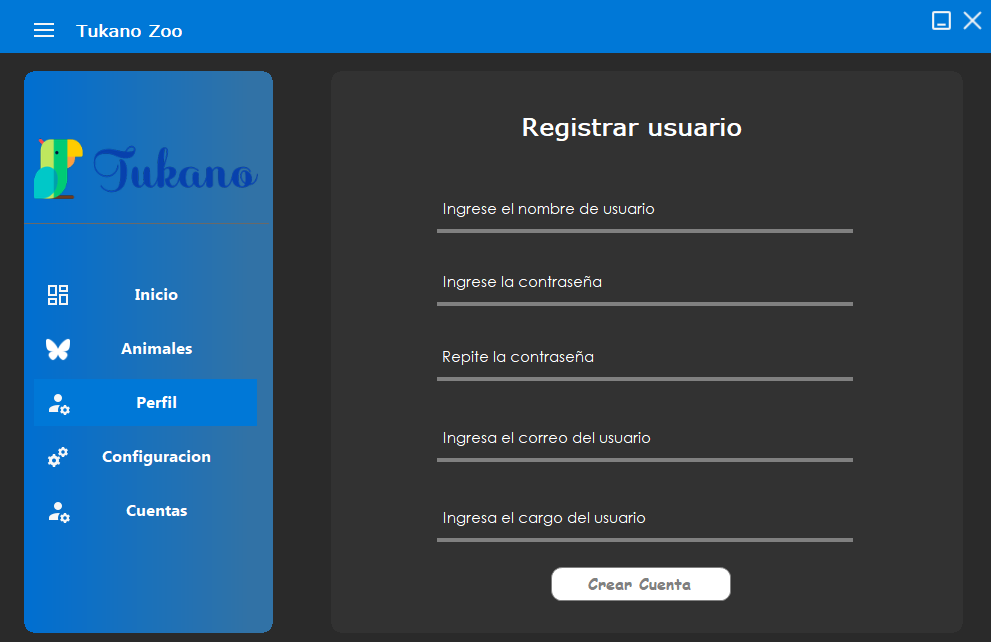 Tukano Zoo
Tukano
Inicio
Animales
Perfil
Configuracion
Cuentas
Registrar usuario
Ingrese el nombre de usuario
Ingrese la contraseña
Repite la contraseña
Ingresa el correo del usuario
Ingresa el cargo del usuario
Crear Cuenta